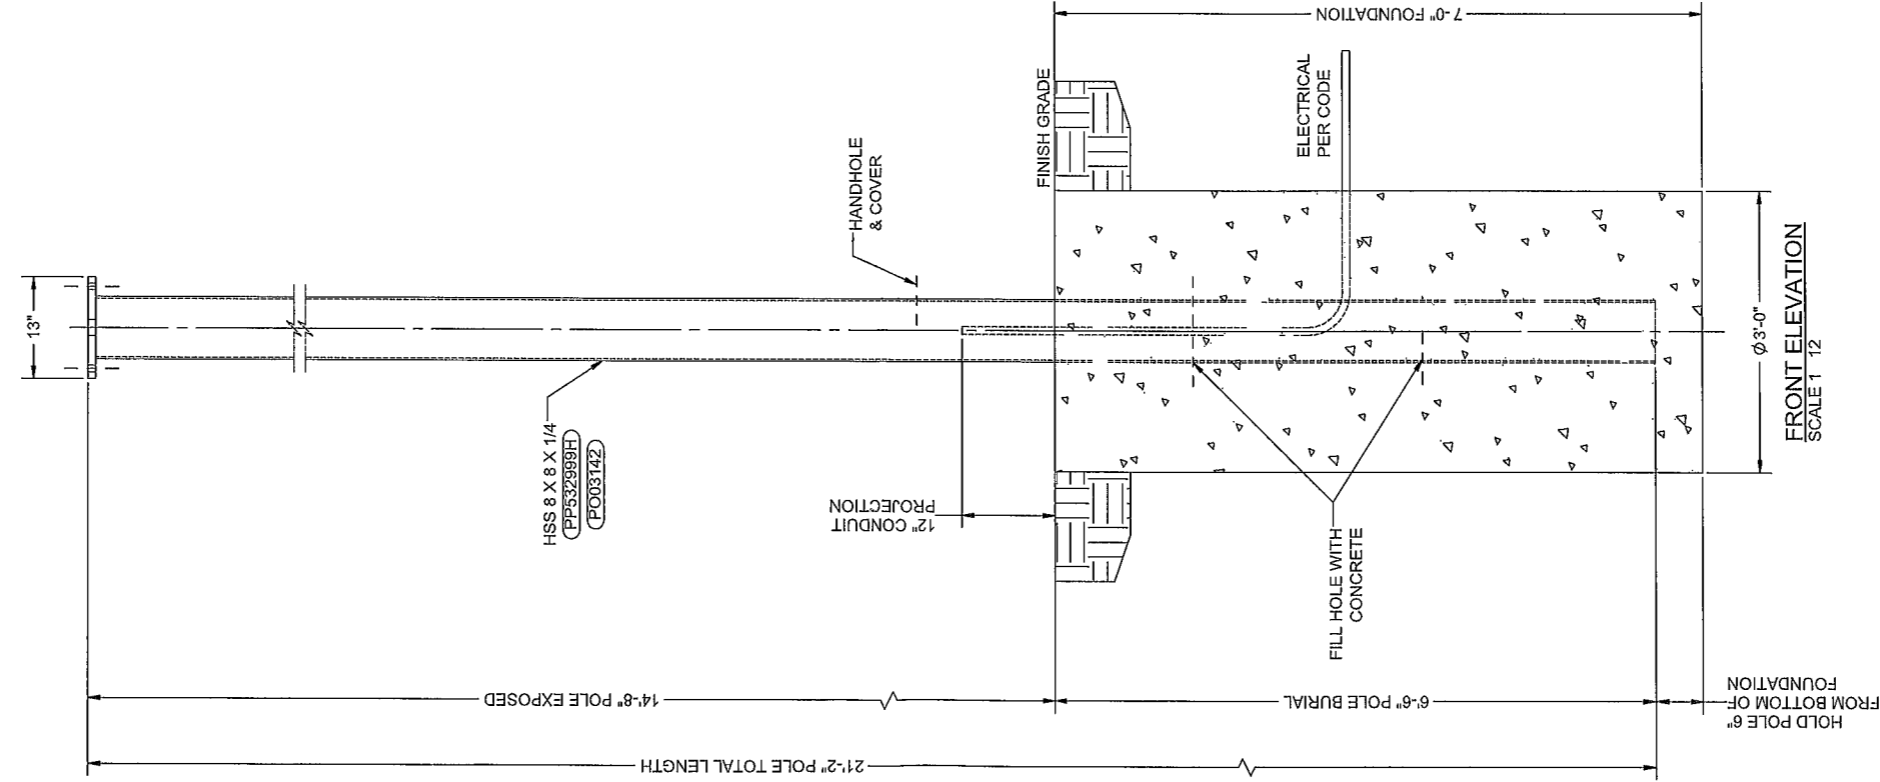 13"
HSS 8 X 8 X 1/4
PP532999H
PO03142
HANDHOLE
& COVER
12" CONDUIT
PROJECTION
FINISH GRADE
7'-0" FOUNDATION
ELECTRICAL
PER CODE
FILL HOLE WITH
CONCRETE
14'-8" POLE EXPOSED
6'-6" POLE BURIAL
21'-2" POLE TOTAL LENGTH
HOLD POLE 6"
FROM BOTTOM OF
FOUNDATION
Ø3'-0"
FRONT ELEVATION
SCALE 1 12